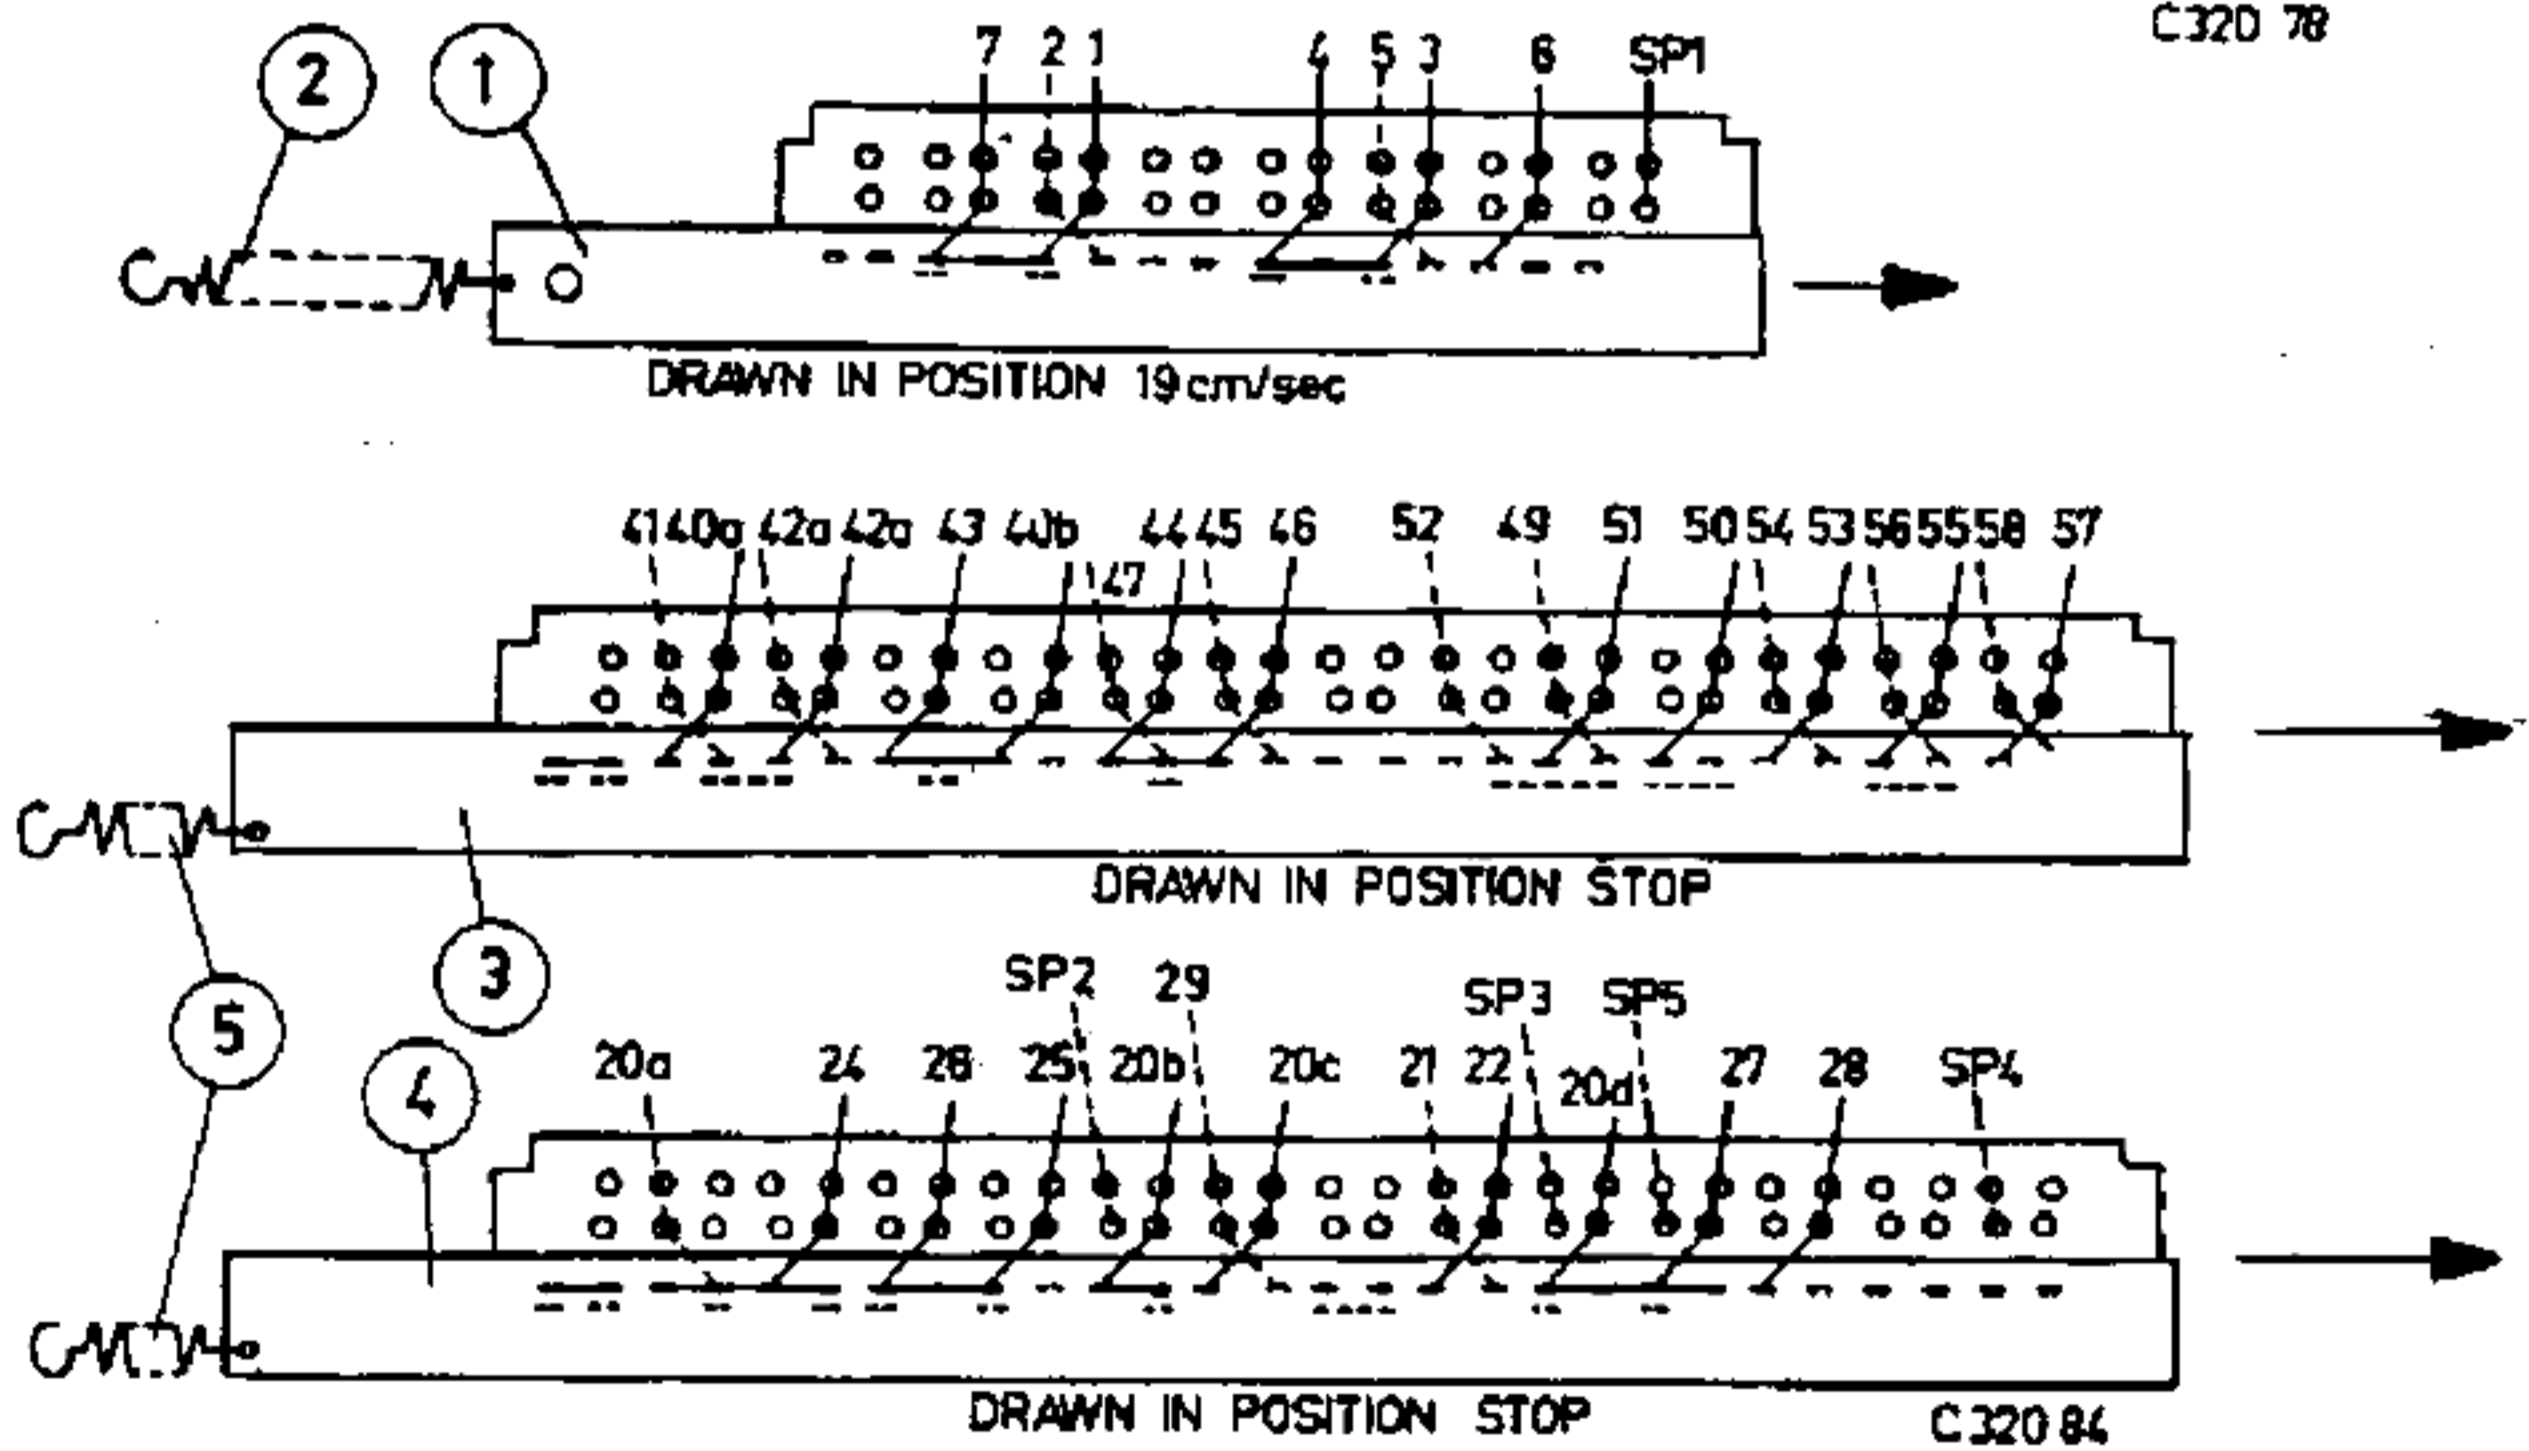 C320 78
2 1 7 2 1 4 5 3 6 SP1
DRAWN IN POSITION 19cm/sec
41 40a 42a 42a 43 40b 44 45 46 52 49 51 50 54 53 56 55 58 57
47
DRAWN IN POSITION STOP
3
SP2 29 SP3 SP5
5
4 20a 24 26 25 20b 20c 21 22 20d 27 28 SP4
DRAWN IN POSITION STOP
C320 84